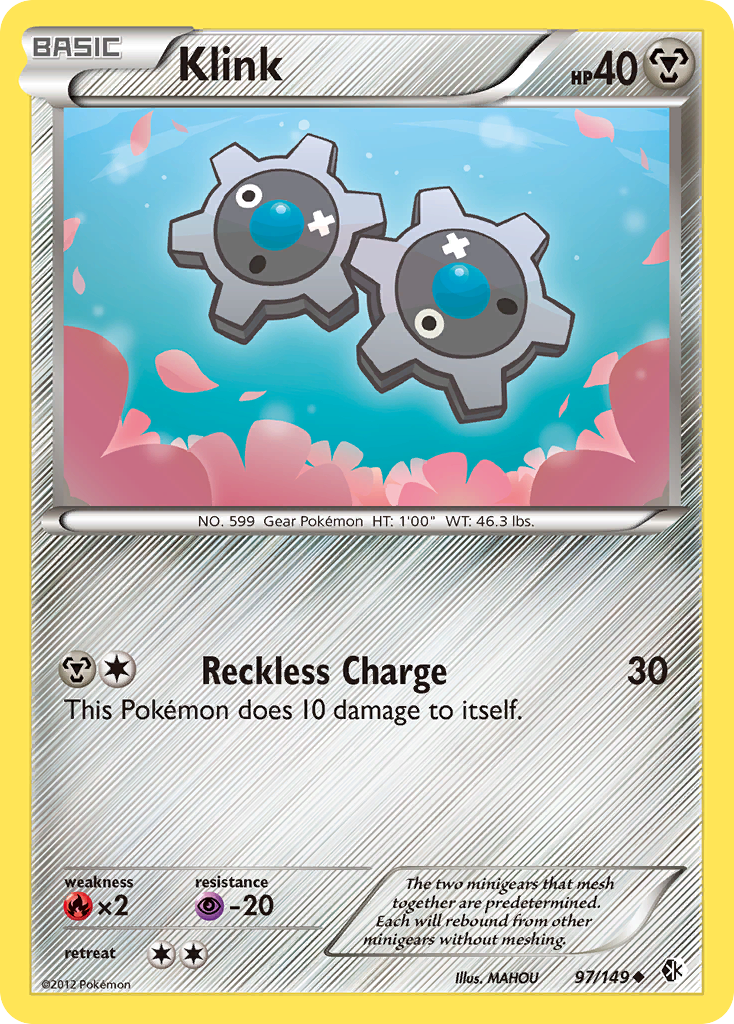 BASIC
Klink
HP40
NO. 599 Gear Pokémon HT: 1'00" WT: 46.3 lbs.
Reckless Charge 30
This Pokémon does 10 damage to itself.
weakness resistance
×2 -20
retreat
The two minigears that mesh
together are predetermined.
Each will rebound from other
minigears without meshing.
©2012 Pokémon
Illus. MAHOU 97/149